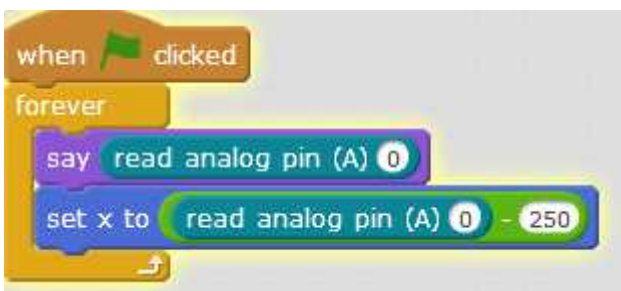 when clicked
forever
say read analog pin (A) 0
set x to read analog pin (A) 0 - 250